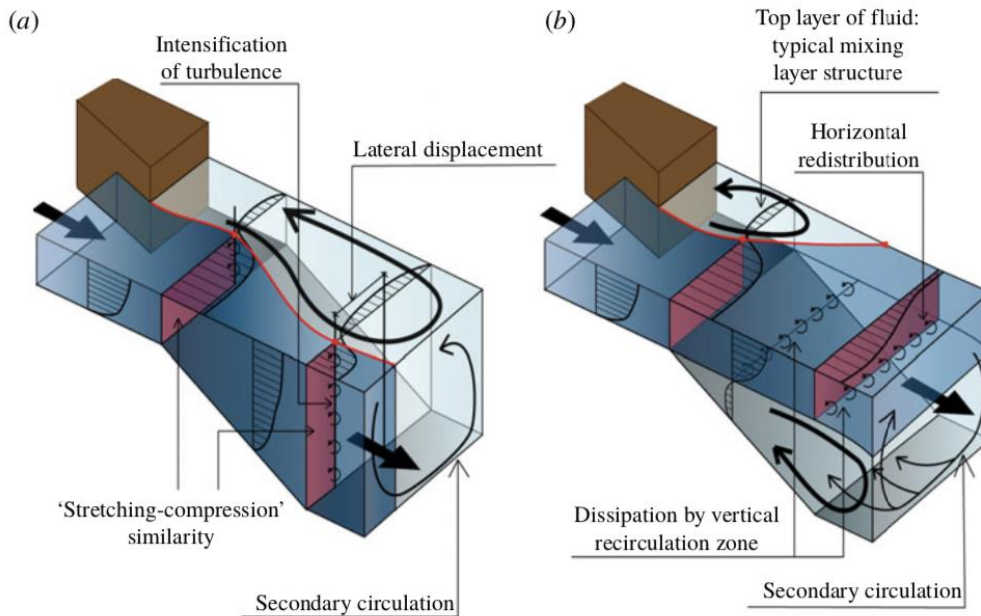 (a)
Intensification
of turbulence
Lateral displacement
'Stretching-compression'
similarity
Secondary circulation
(b)
Top layer of fluid:
typical mixing
layer structure
Horizontal
redistribution
Dissipation by vertical
recirculation zone
Secondary circulation